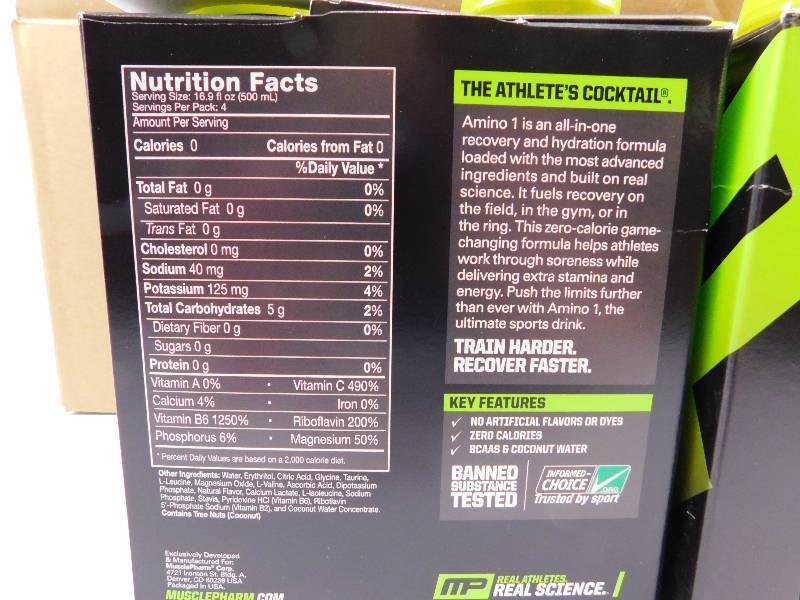 Nutrition Facts
Serving Size: 16.9 fl oz (500 mL)
Servings Per Pack: 4
Amount Per Serving
Calories 0 Calories from Fat 0
%Daily Value *
Total Fat 0 g 0%
Saturated Fat 0 g 0%
Trans Fat 0 g
Cholesterol 0 mg 0%
Sodium 40 mg 2%
Potassium 125 mg 4%
Total Carbohydrates 5 g 2%
Dietary Fiber 0 g 0%
Sugars 0 g
Protein 0 g 0%
Vitamin A 0% • Vitamin C 490%
Calcium 4% • Iron 0%
Vitamin B6 1250% • Riboflavin 200%
Phosphorus 6% • Magnesium 50%
* Percent Daily Values are based on a 2,000 calorie diet.
Other Ingredients: Water, Erythritol, Citric Acid, Glycine, Taurine,
L-Leucine, Magnesium Oxide, L-Valine, Ascorbic Acid, Dipotassium
Phosphate, Natural Flavor, Calcium Lactate, L-Isoleucine, Sodium
Phosphate, Stevia, Pyridoxine HCl (Vitamin B6), Riboflavin
5'-Phosphate Sodium (Vitamin B2), and Coconut Water Concentrate.
Contains Tree Nuts (Coconut)
Exclusively Developed
& Manufactured For:
MusclePharm® Corp.
4721 Ironton St. Bldg. A,
Denver, CO 80239 USA
Packaged in USA.
MUSCLEPHARM.COM
THE ATHLETE'S COCKTAIL®.
Amino 1 is an all-in-one
recovery and hydration formula
loaded with the most advanced
ingredients and built on real
science. It fuels recovery on
the field, in the gym, or in
the ring. This zero-calorie game-
changing formula helps athletes
work through soreness while
delivering extra stamina and
energy. Push the limits further
than ever with Amino 1, the
ultimate sports drink.
TRAIN HARDER.
RECOVER FASTER.
KEY FEATURES
✓ NO ARTIFICIAL FLAVORS OR DYES
✓ ZERO CALORIES
✓ BCAAS & COCONUT WATER
BANNED
SUBSTANCE
TESTED
INFORMED-
CHOICE
.ORG
Trusted by sport
MP
REAL ATHLETES.
REAL SCIENCE.